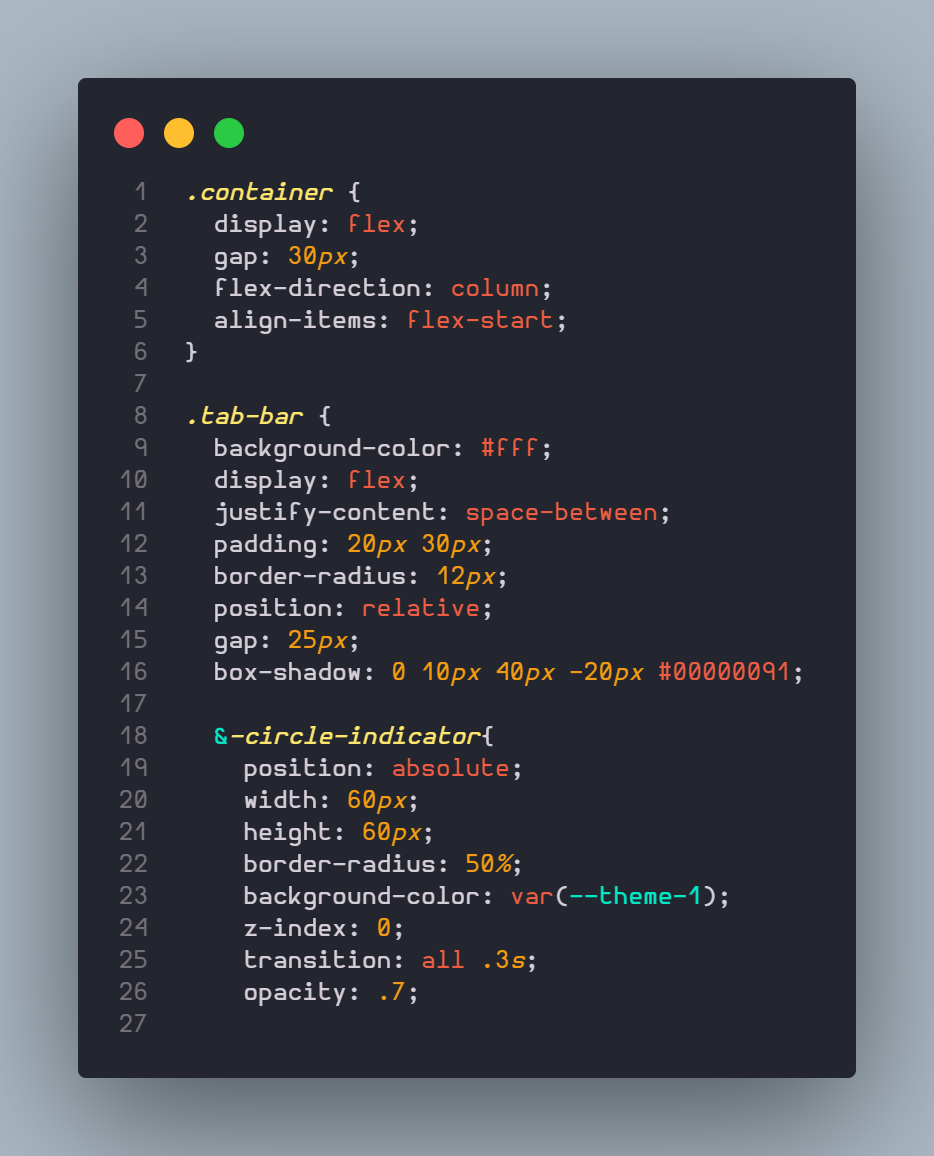 1 .container {
2   display: flex;
3   gap: 30px;
4   flex-direction: column;
5   align-items: flex-start;
6 }
7
8 .tab-bar {
9   background-color: #fff;
10   display: flex;
11   justify-content: space-between;
12   padding: 20px 30px;
13   border-radius: 12px;
14   position: relative;
15   gap: 25px;
16   box-shadow: 0 10px 40px -20px #00000091;
17
18   &-circle-indicator{
19     position: absolute;
20     width: 60px;
21     height: 60px;
22     border-radius: 50%;
23     background-color: var(--theme-1);
24     z-index: 0;
25     transition: all .3s;
26     opacity: .7;
27